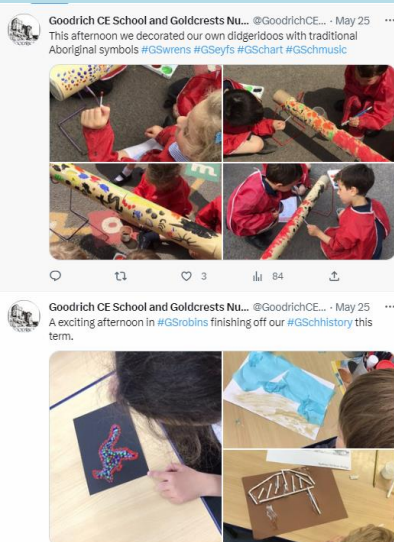 Goodrich CE School and Goldcrests Nu... @GoodrichCE... · May 25 ...
This afternoon we decorated our own didgeridoos with traditional
Aboriginal symbols #GSwrens #GSeyfs #GSchart #GSchmusic
3
84
Goodrich CE School and Goldcrests Nu... @GoodrichCE... · May 25 ...
A exciting afternoon in #GSrobins finishing off our #GSchhistory this
term.